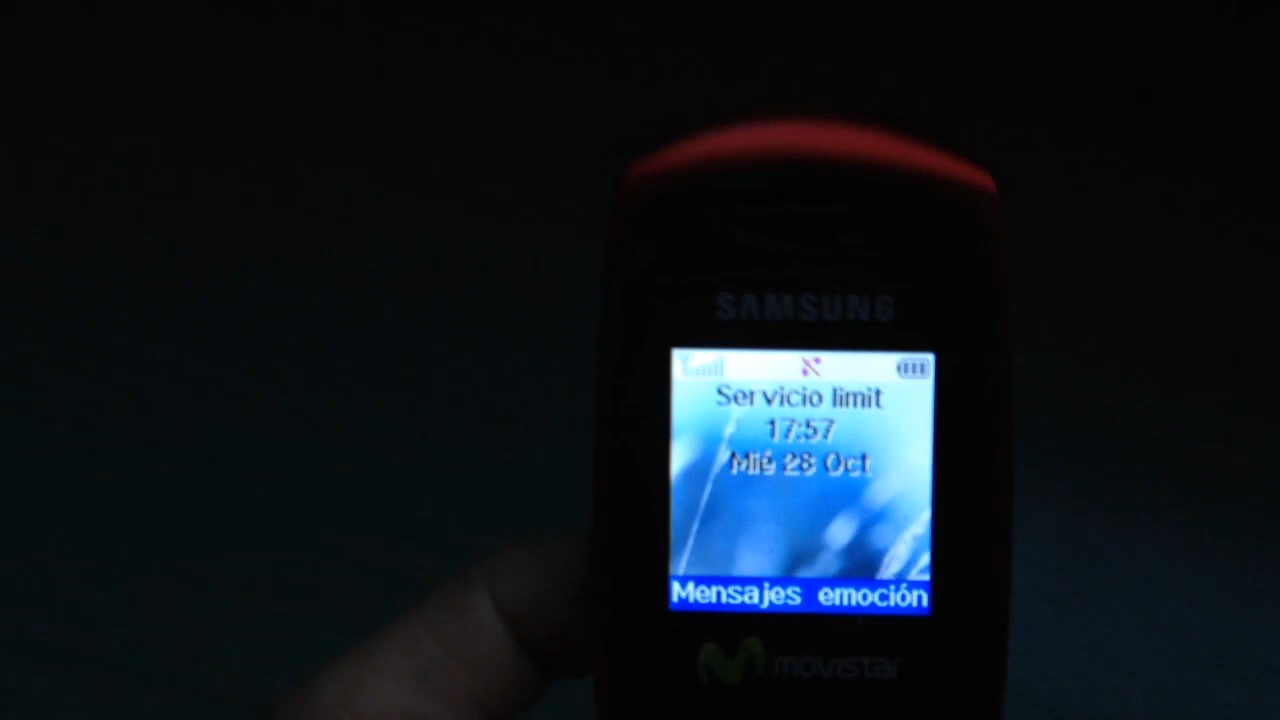 SAMSUNG
Servicio limit
17:57
Mié 28 Oct
Mensajes emoción
movistar